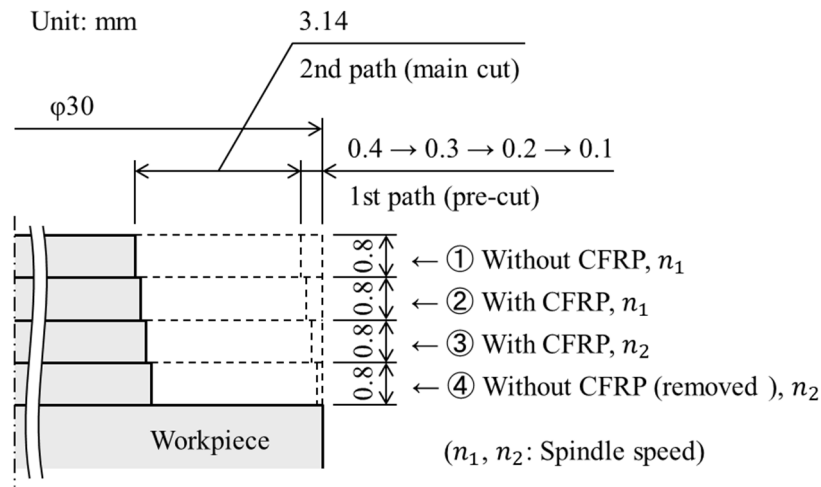 Unit: mm
3.14
2nd path (main cut)
φ30
0.4 → 0.3 → 0.2 → 0.1
1st path (pre-cut)
0.8 ← ① Without CFRP, n₁
0.8 ← ② With CFRP, n₁
0.8 ← ③ With CFRP, n₂
0.8 ← ④ Without CFRP (removed ), n₂
Workpiece
(n₁, n₂: Spindle speed)